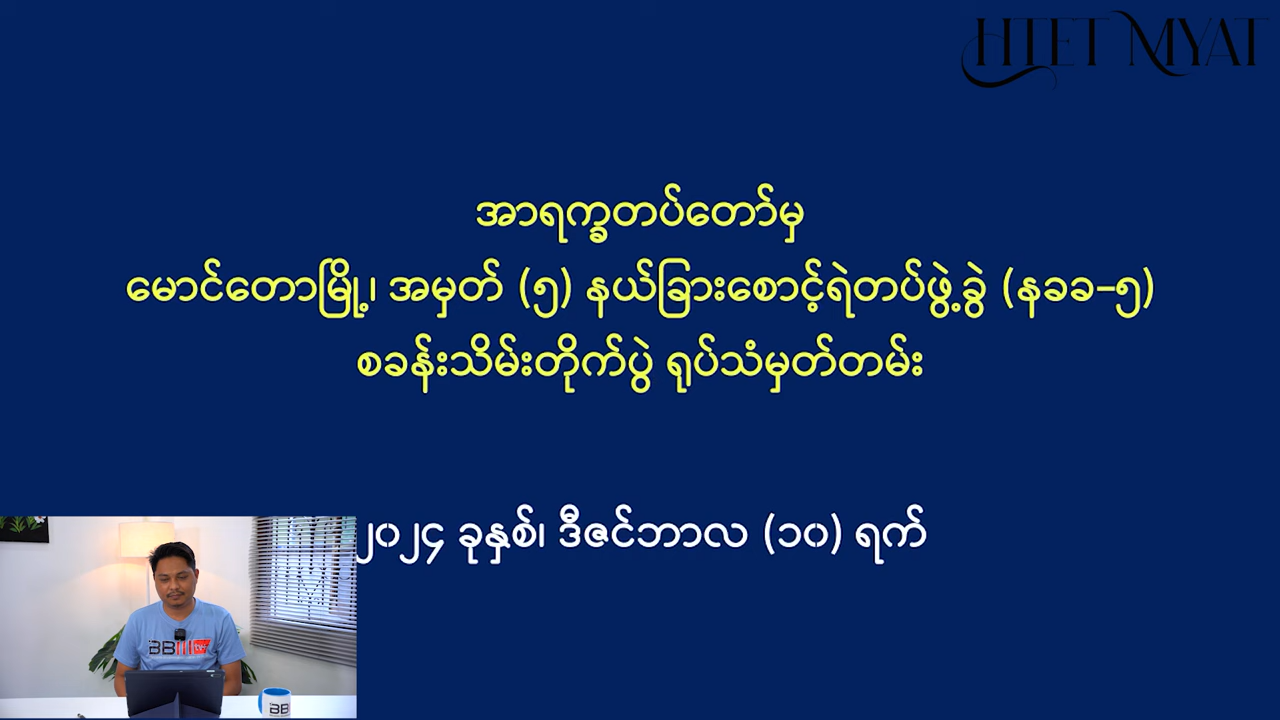 HTET MYAT
အာရက္ခတပ်တော်မှ
မောင်တောမြို့၊ အမှတ် (၅) နယ်ခြားစောင့်ရဲတပ်ဖွဲ့ခွဲ (နခခ-၅)
စခန်းသိမ်းတိုက်ပွဲ ရုပ်သံမှတ်တမ်း
၂၀၂၄ ခုနှစ်၊ ဒီဇင်ဘာလ (၁၀) ရက်
BB